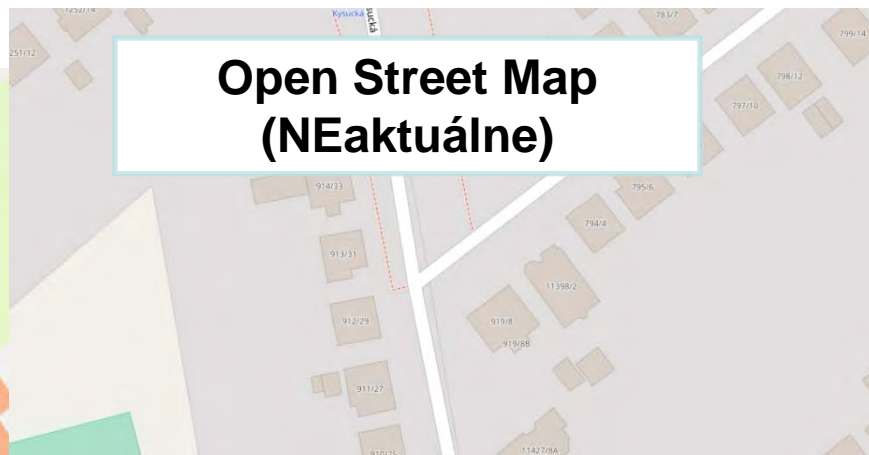 1252/14
Kysucká
sucká
783/7
799/14
251/12
Open Street Map
(NEaktuálne)
798/12
797/10
914/33
795/6
794/4
913/31
11398/2
912/29
919/8
919/8B
911/27
910/25
11427/8A